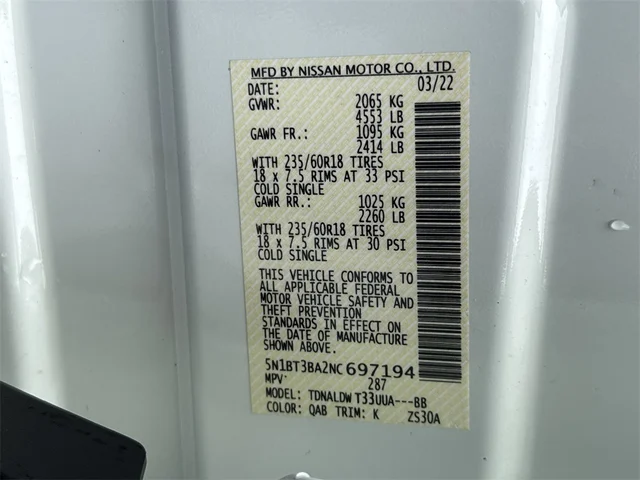 MFD BY NISSAN MOTOR CO., LTD.
DATE: 03/22
GVWR: 2065 KG
4553 LB
GAWR FR.: 1095 KG
2414 LB
WITH 235/60R18 TIRES
18 x 7.5 RIMS AT 33 PSI
COLD SINGLE
GAWR RR.: 1025 KG
2260 LB
WITH 235/60R18 TIRES
18 x 7.5 RIMS AT 30 PSI
COLD SINGLE
THIS VEHICLE CONFORMS TO
ALL APPLICABLE FEDERAL
MOTOR VEHICLE SAFETY AND
THEFT PREVENTION
STANDARDS IN EFFECT ON
THE DATE OF MANUFACTURE
5N1BT3BA2NC697194
MPV 287
MODEL: TDNALDW T33UUA---BB
COLOR: QAB TRIM: K ZS30A